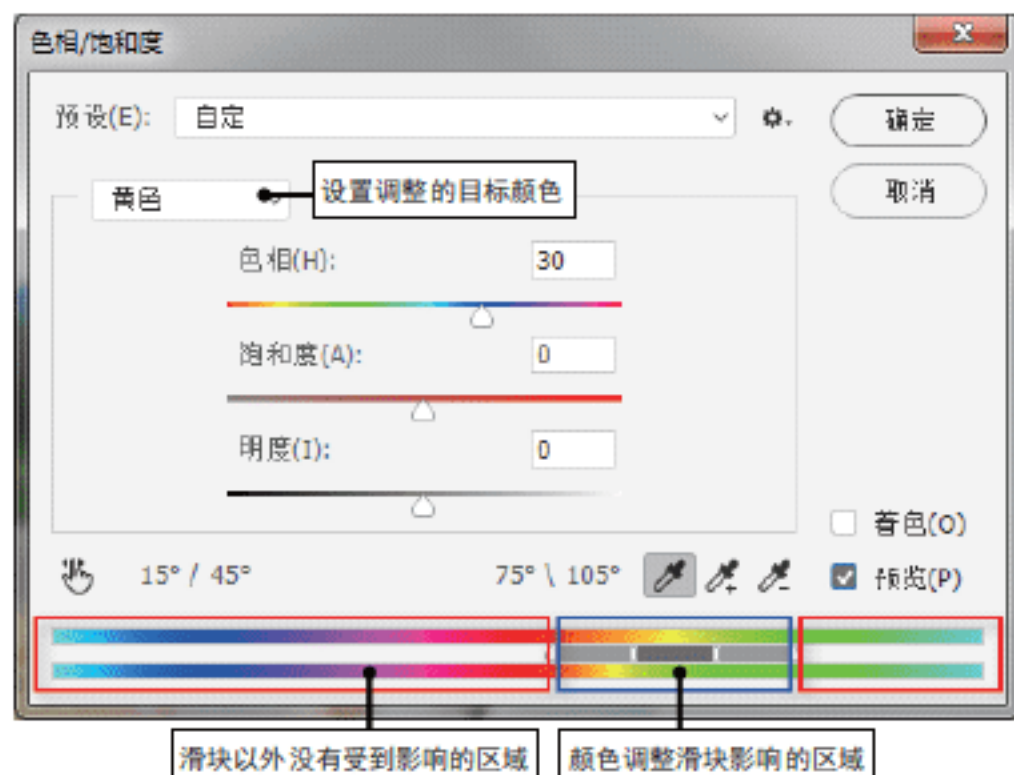 色相/饱和度
预设(E): 自定
确定
黄色
设置调整的目标颜色
取消
色相(H): 30
饱和度(A): 0
明度(I): 0
着色(O)
15° / 45° 75° \ 105°
预览(P)
滑块以外没有受到影响的区域
颜色调整滑块影响的区域